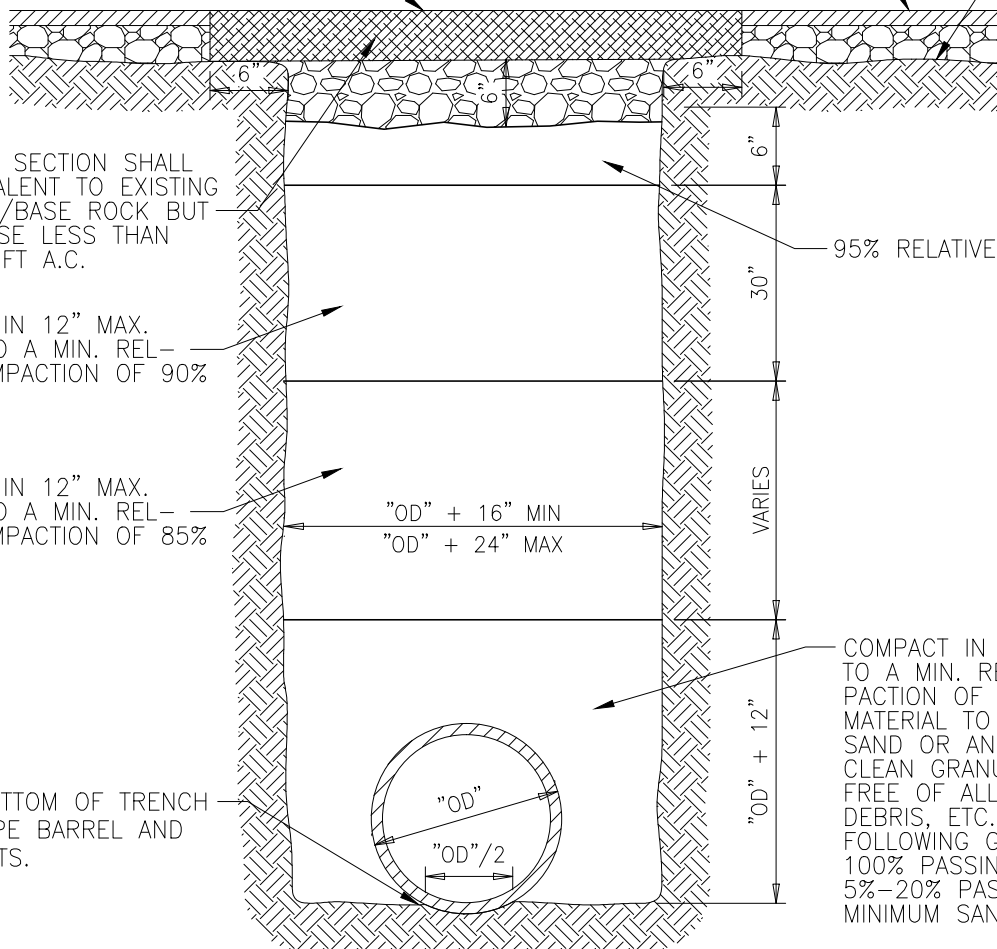 6"
6"
6"
SECTION SHALL
ALENT TO EXISTING
/BASE ROCK BUT
SE LESS THAN
FT A.C.
6"
95% RELATIVE
30"
IN 12" MAX.
O A MIN. REL-
MPACTION OF 90%
IN 12" MAX.
O A MIN. REL-
MPACTION OF 85%
"OD" + 16" MIN
"OD" + 24" MAX
VARIES
COMPACT IN
TO A MIN. RE
PACTION OF
MATERIAL TO
SAND OR AN
CLEAN GRANU
FREE OF ALL
DEBRIS, ETC.
FOLLOWING G
100% PASSIN
5%-20% PAS
MINIMUM SAN
"OD" + 12"
TTOM OF TRENCH
PE BARREL AND
TS.
"OD"
"OD"/2